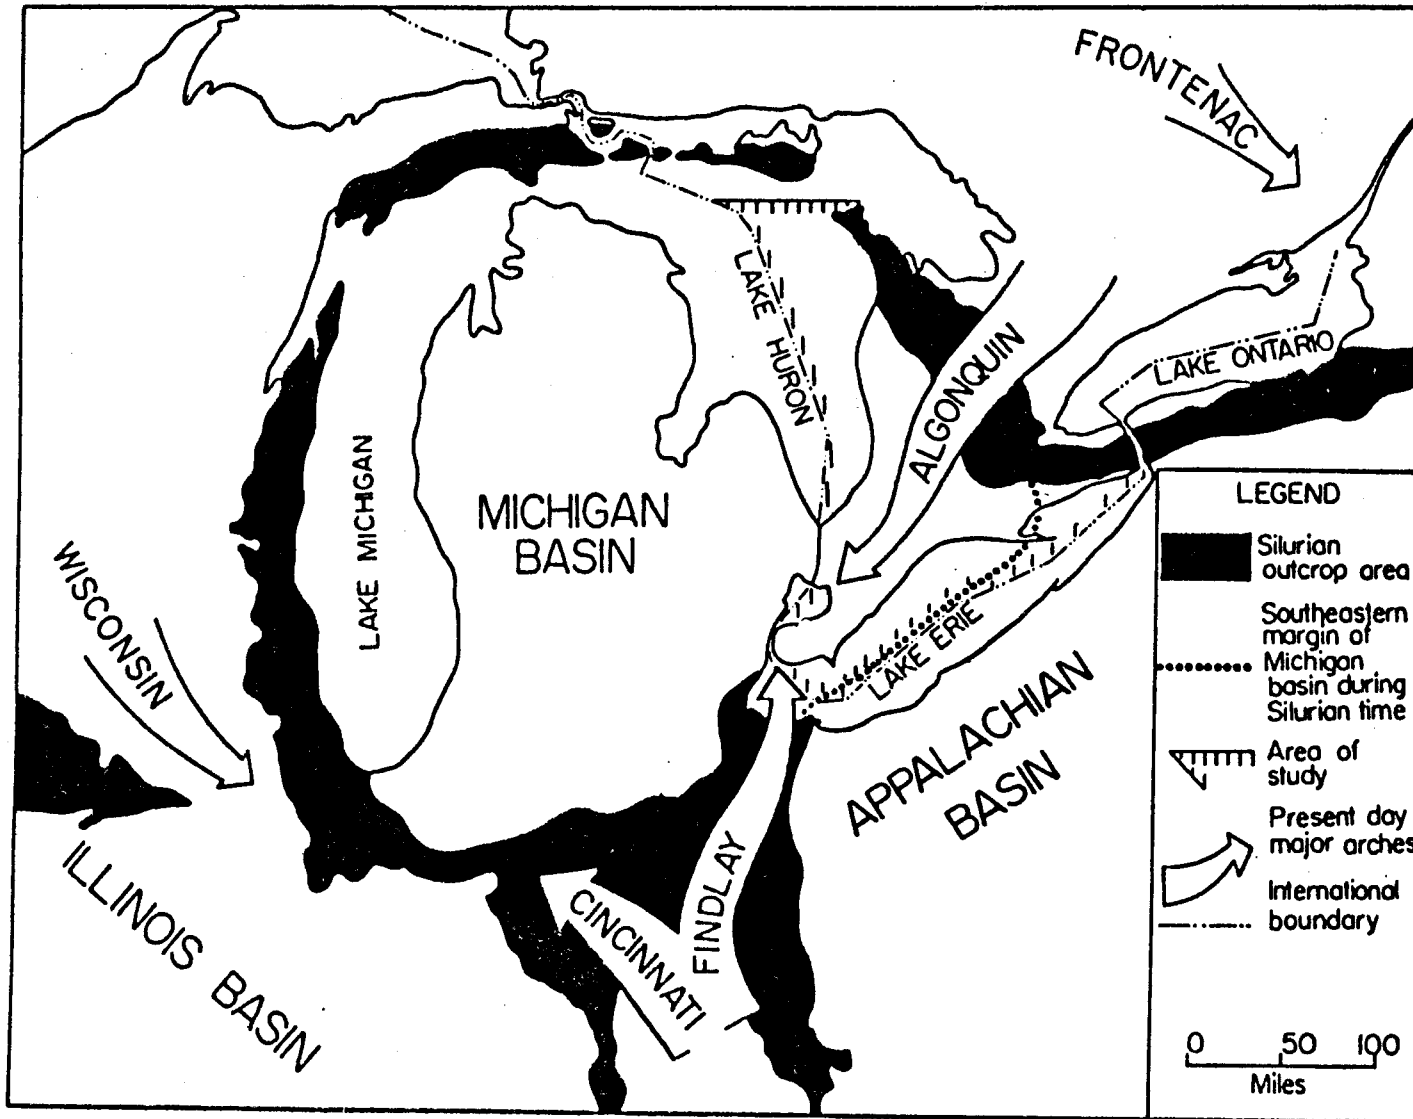 FRONTENAC
LAKE HURON
ALGONQUIN
LAKE ONTARIO
LAKE MICHIGAN
MICHIGAN
BASIN
WISCONSIN
LAKE ERIE
APPALACHIAN
BASIN
ILLINOIS BASIN
CINCINNATI
FINDLAY
LEGEND
Silurian
outcrop area
Southeastern
margin of
Michigan
basin during
Silurian time
Area of
study
Present day
major arches
International
boundary
0 50 100
Miles